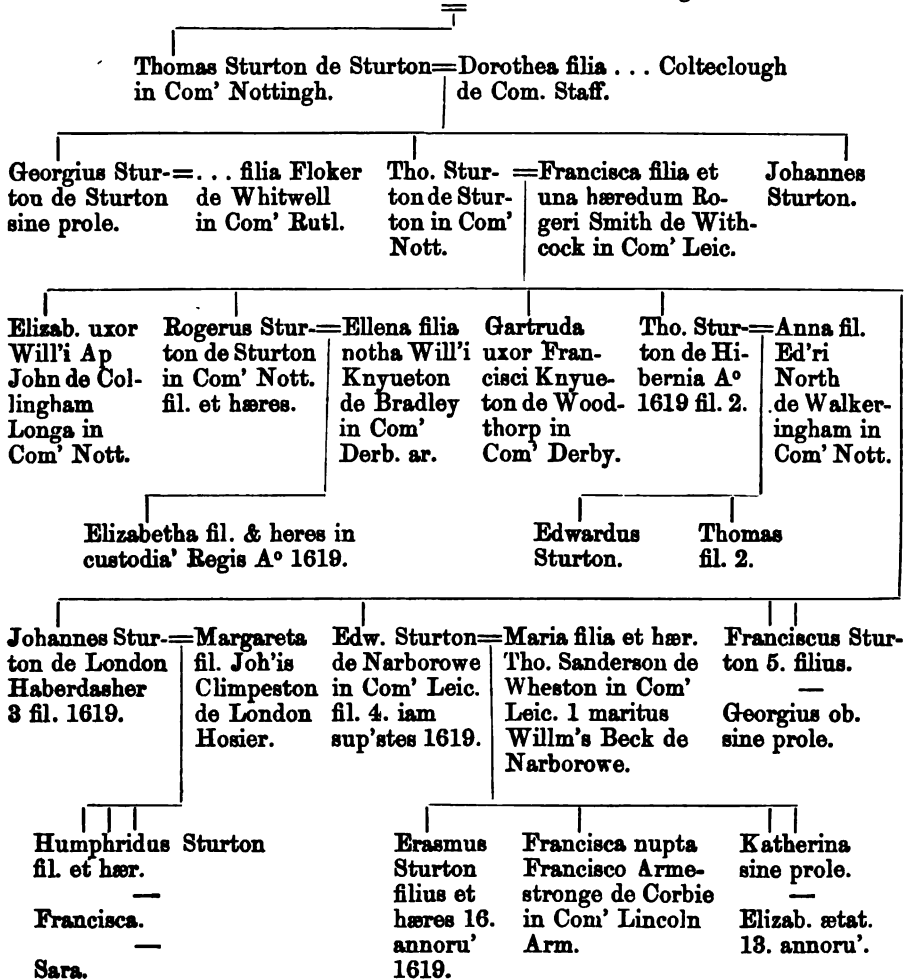 Thomas Sturton de Sturton=Dorothea filia ... Colteclough
in Com' Nottingh.
de Com. Staff.
Georgius Stur-=
ton de Sturton
sine prole.
... filia Floker
de Whitwell
in Com' Rutl.
Tho. Stur-=
ton de Stur-
ton in Com'
Nott.
Francisca filia et
una hæredum Ro-
geri Smith de With-
cock in Com' Leic.
Johannes
Sturton.
Elizab. uxor
Will'i Ap
John de Col-
lingham
Longa in
Com' Nott.
Rogerus Stur-=
ton de Sturton
in Com' Nott.
fil. et hæres.
Ellena filia
notha Will'i
Knyueton
de Bradley
in Com'
Derb. ar.
Gartruda
uxor Fran-
cisci Knyue-
ton de Wood-
thorp in
Com' Derby.
Tho. Stur-=
ton de Hi-
bernia Aº
1619 fil. 2.
Anna fil.
Ed'ri
North
de Walker-
ingham in
Com' Nott.
Elizabetha fil. & heres in
custodia' Regis Aº 1619.
Edwardus
Sturton.
Thomas
fil. 2.
Johannes Stur-=
ton de London
Haberdasher
3 fil. 1619.
Margareta
fil. Joh'is
Climpeston
de London
Hosier.
Edw. Sturton=
de Narborowe
in Com' Leic.
fil. 4. iam
sup'stes 1619.
Maria filia et hær.
Tho. Sanderson de
Wheston in Com'
Leic. 1 maritus
Willm's Beck de
Narborowe.
Franciscus Stur-
ton 5. filius.
—
Georgius ob.
sine prole.
Humphridus Sturton
fil. et hær.
—
Francisca.
—
Sara.
Erasmus
Sturton
filius et
hæres 16.
annoru'
1619.
Francisca nupta
Francisco Arme-
stronge de Corbie
in Com' Lincoln
Arm.
Katherina
sine prole.
—
Elizab. ætat.
13. annoru'.